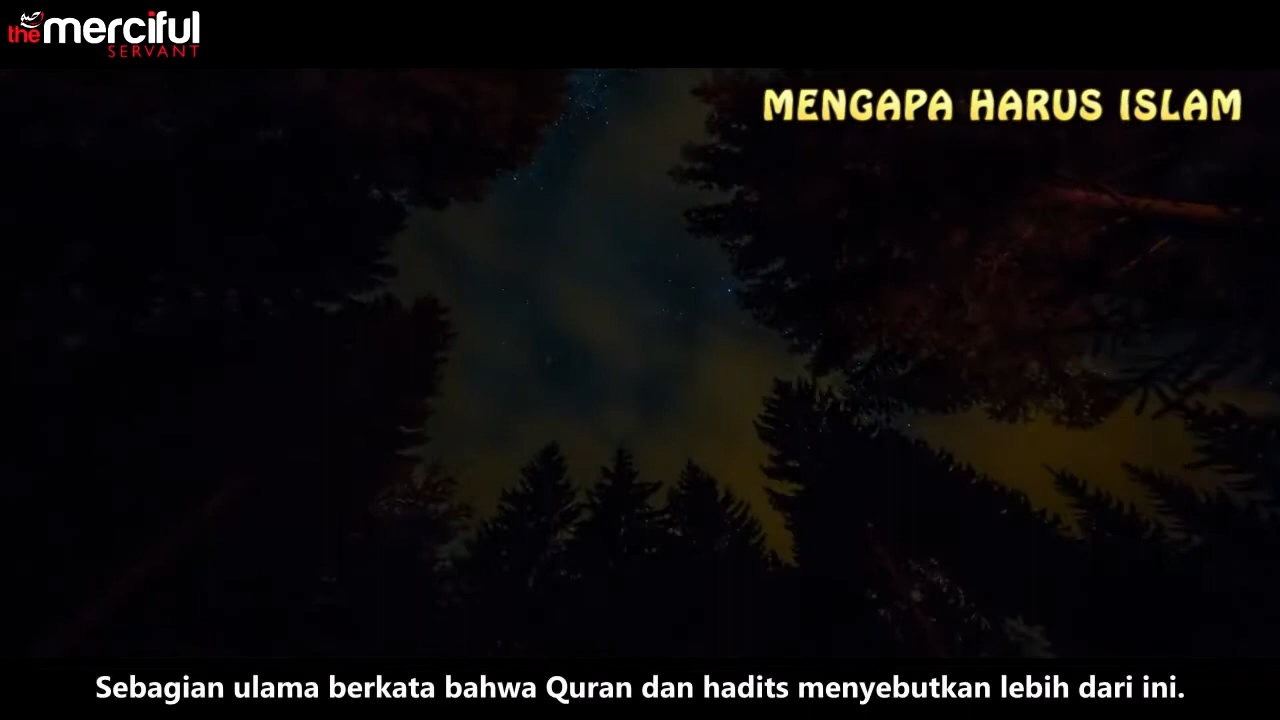 the merciful
SERVANT
MENGAPA HARUS ISLAM
Sebagian ulama berkata bahwa Quran dan hadits menyebutkan lebih dari ini.